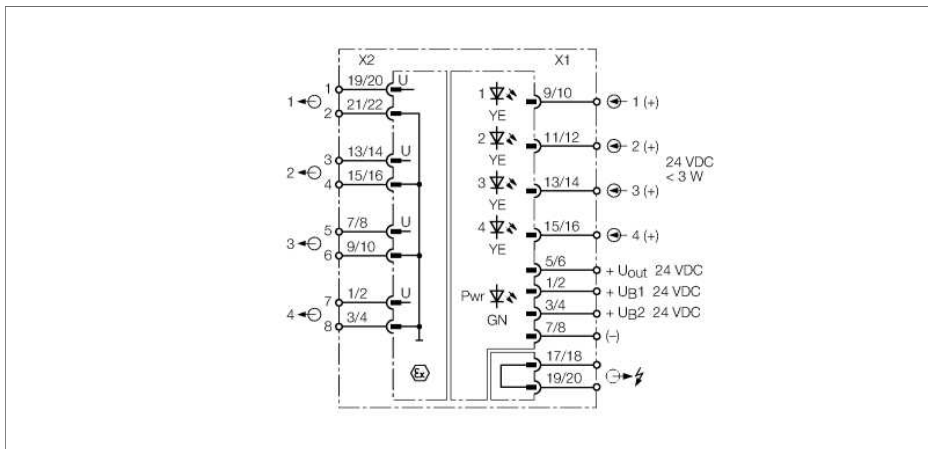 X2 X1
1 19/20 U 1 9/10 1 (+)
1 YE
2 21/22
2 11/12 2 (+)
3 13/14 U YE 24 VDC
2 < 3 W
4 15/16 3 13/14 3 (+)
YE
5 7/8 U 4 15/16 4 (+)
3 YE
6 9/10 5/6 + Uout 24 VDC
7 1/2 U Pwr 1/2 + UB1 24 VDC
4 GN 3/4 + UB2 24 VDC
8 3/4 7/8 (-)
17/18
Ex 19/20